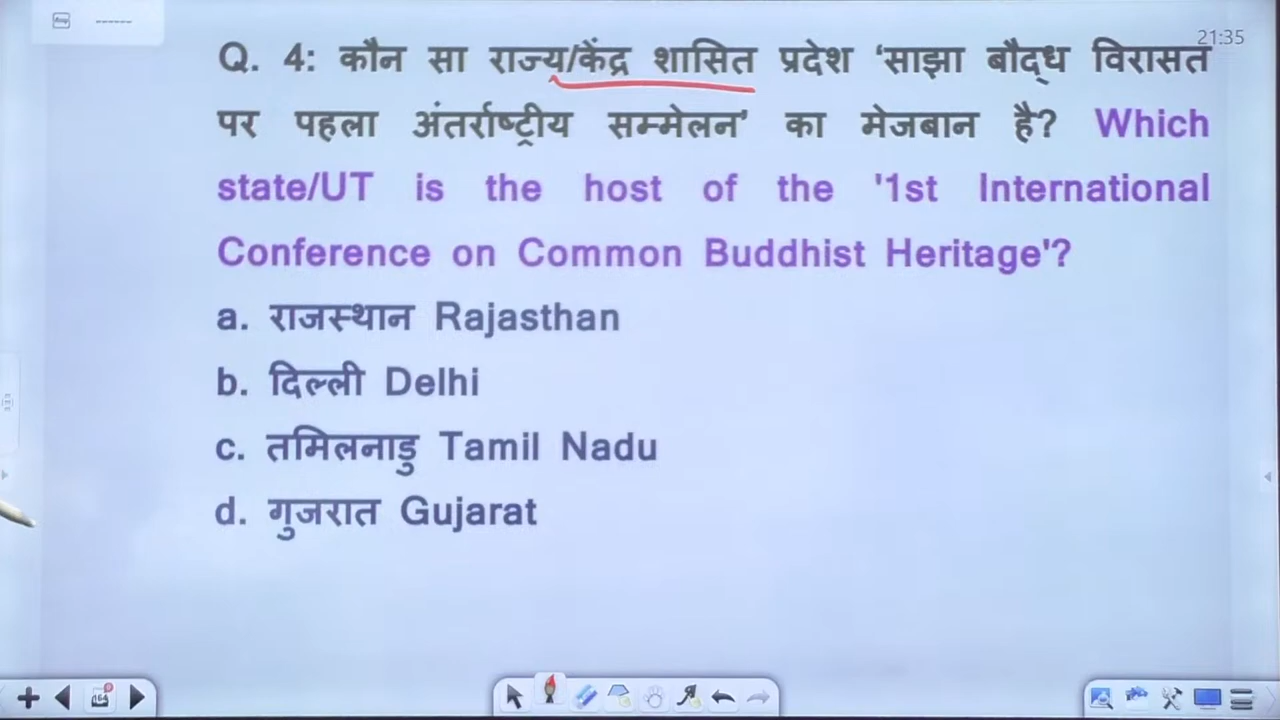 21:35
Q. 4: कौन सा राज्य/केंद्र शासित प्रदेश ‘साझा बौद्ध विरासत
पर पहला अंतर्राष्ट्रीय सम्मेलन’ का मेजबान है? Which
state/UT is the host of the '1st International
Conference on Common Buddhist Heritage'?
a. राजस्थान Rajasthan
b. दिल्ली Delhi
c. तमिलनाडु Tamil Nadu
d. गुजरात Gujarat